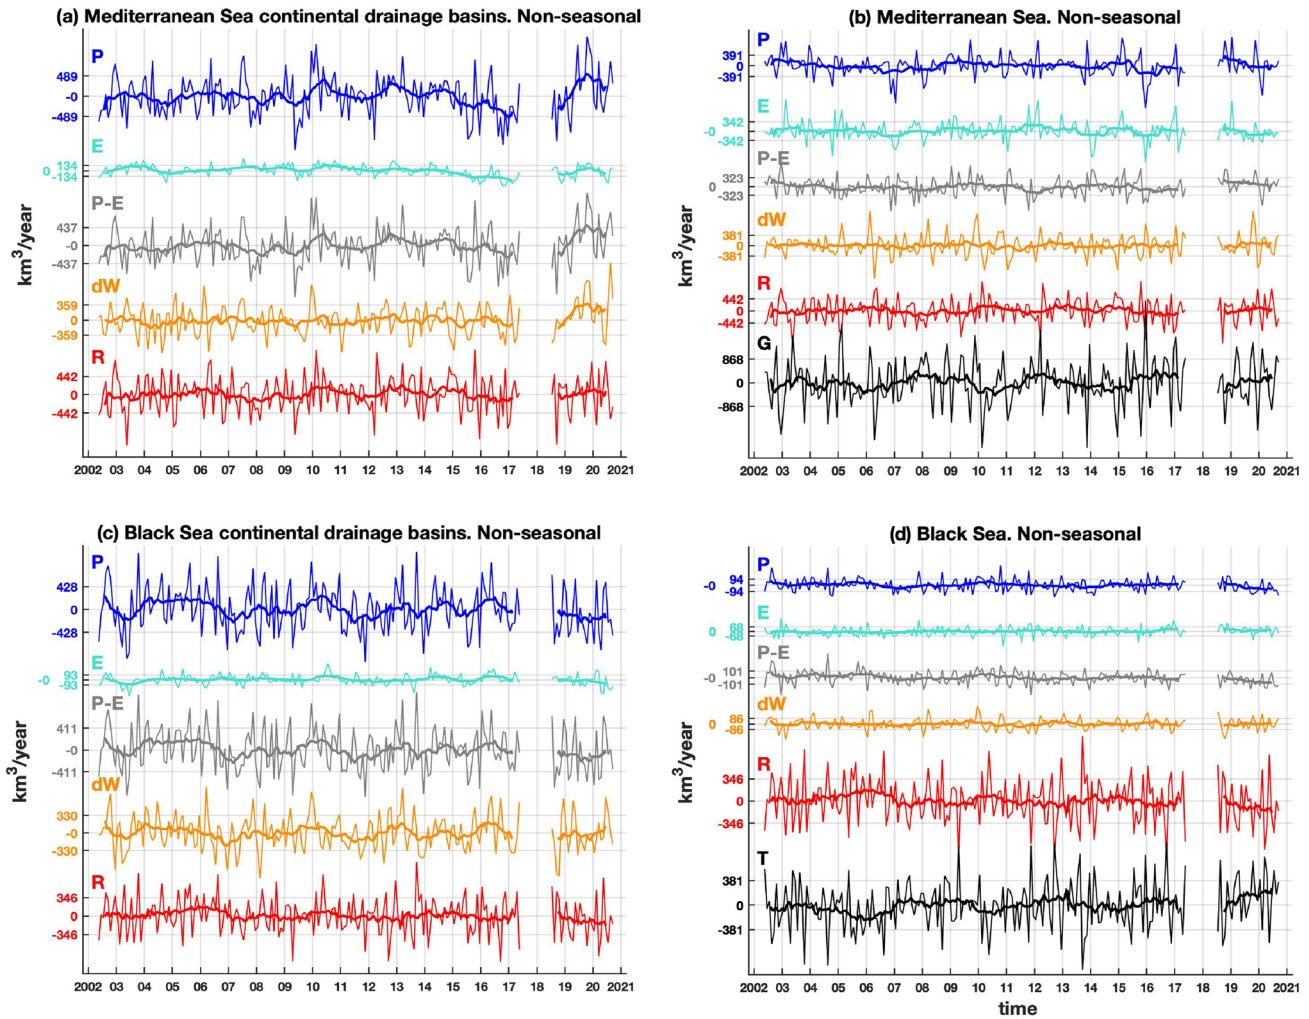 (a) Mediterranean Sea continental drainage basins. Non-seasonal
P
489
-0
-489
E
0 134
-134
P-E
437
-0
-437
dW
359
0
-359
R
442
0
-442
km³/year
2002 03 04 05 06 07 08 09 10 11 12 13 14 15 16 17 18 19 20 2021
(b) Mediterranean Sea. Non-seasonal
P
391
0
-391
E
342
-0
-342
P-E
323
0
-323
dW
381
0
-381
R
442
0
-442
G
868
0
-868
2002 03 04 05 06 07 08 09 10 11 12 13 14 15 16 17 18 19 20 2021
(c) Black Sea continental drainage basins. Non-seasonal
P
428
0
-428
E
-0 93
-93
P-E
411
-0
-411
dW
330
-0
-330
R
346
0
-346
km³/year
2002 03 04 05 06 07 08 09 10 11 12 13 14 15 16 17 18 19 20 2021
(d) Black Sea. Non-seasonal
P
-0 94
-94
E
0 68
-68
P-E
-0 101
-101
dW
0 86
-86
R
346
0
-346
T
381
0
-381
km³/year
2002 03 04 05 06 07 08 09 10 11 12 13 14 15 16 17 18 19 20 2021
time